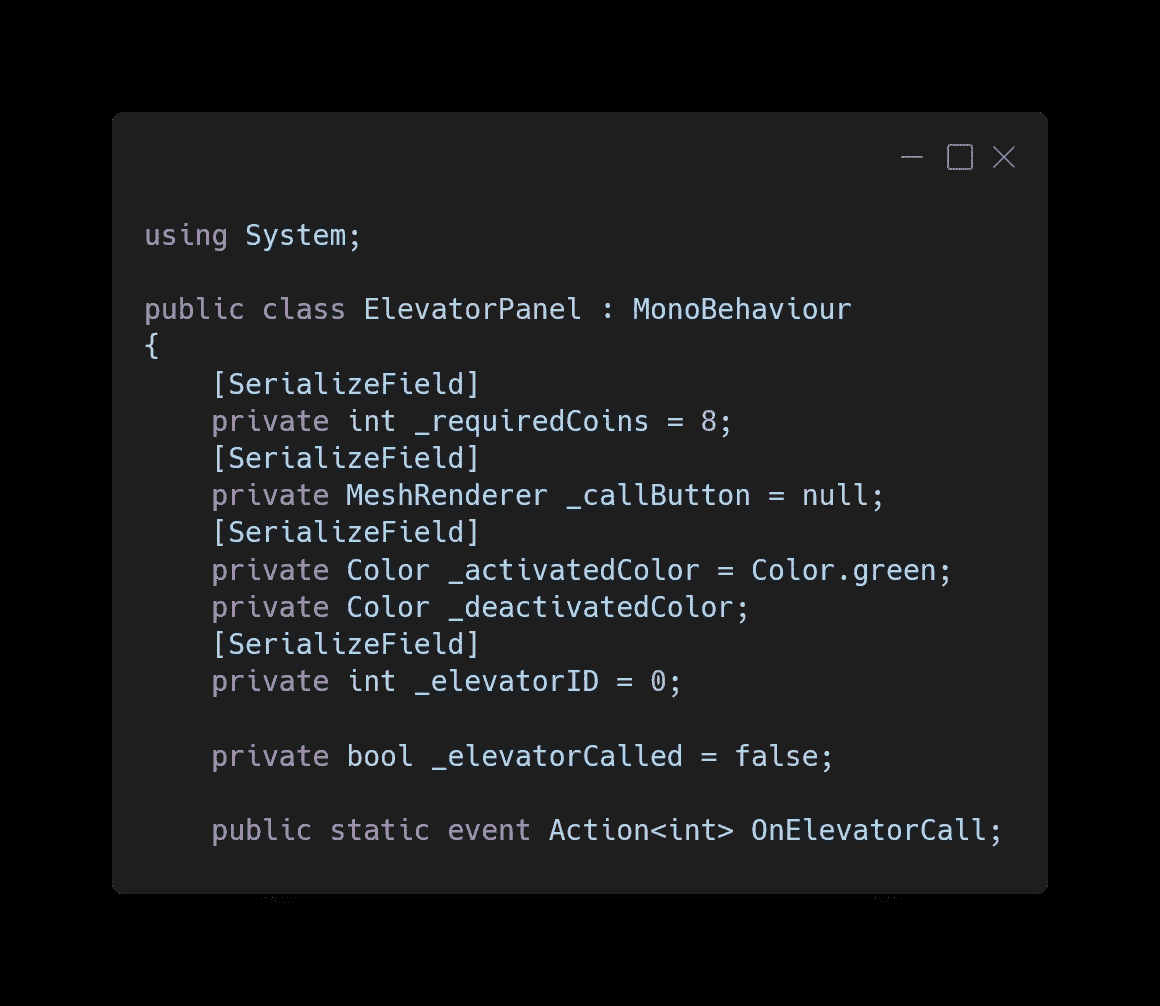 using System;
public class ElevatorPanel : MonoBehaviour
{
    [SerializeField]
    private int _requiredCoins = 8;
    [SerializeField]
    private MeshRenderer _callButton = null;
    [SerializeField]
    private Color _activatedColor = Color.green;
    private Color _deactivatedColor;
    [SerializeField]
    private int _elevatorID = 0;
    private bool _elevatorCalled = false;
    public static event Action<int> OnElevatorCall;